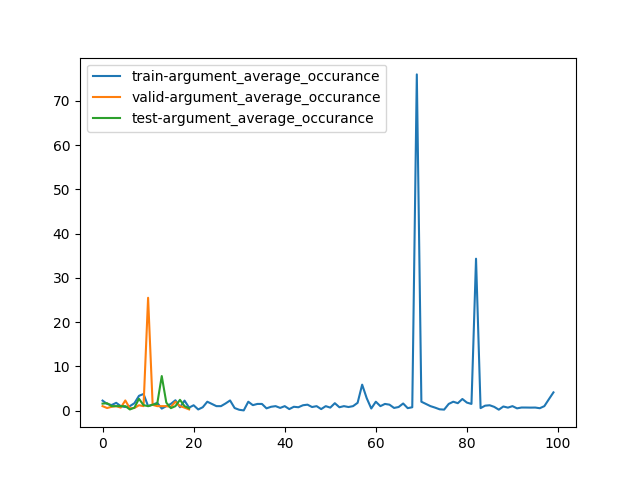 train-argument_average_occurance
valid-argument_average_occurance
test-argument_average_occurance
70
60
50
40
30
20
10
0
0 20 40 60 80 100